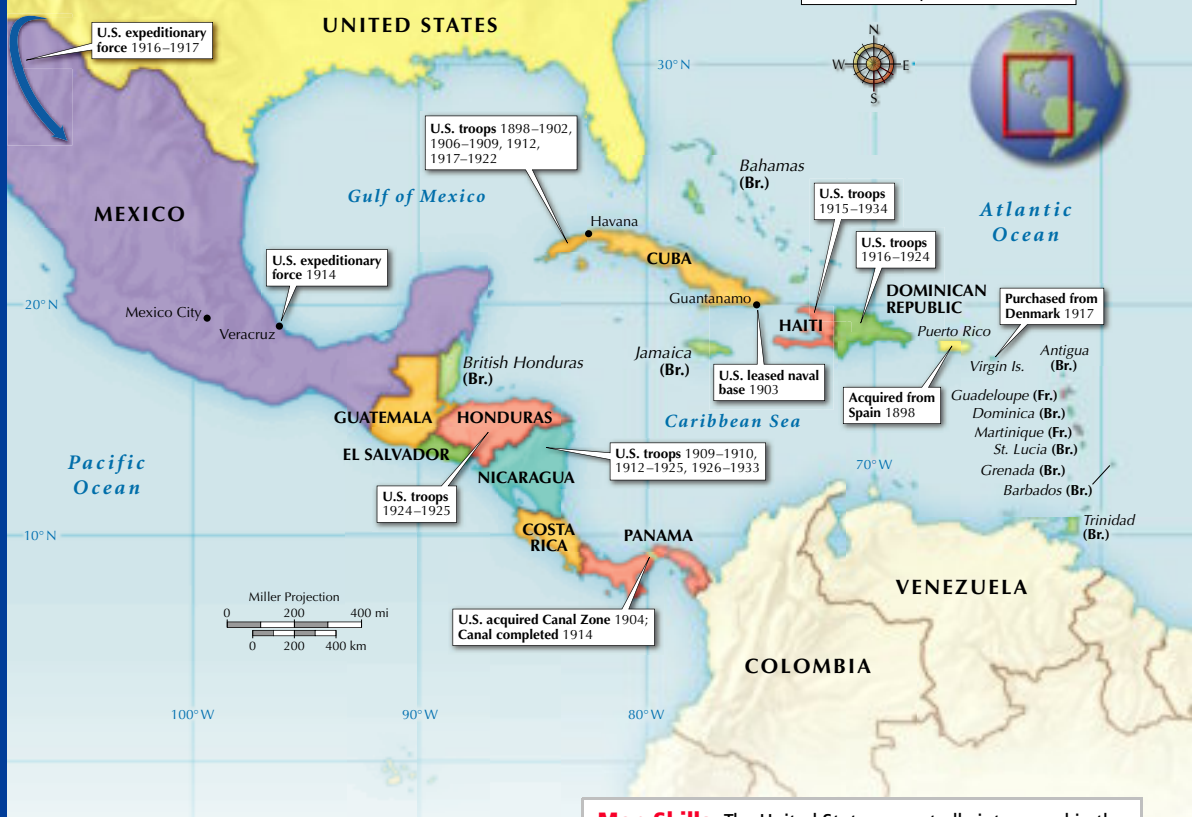 UNITED STATES
U.S. expeditionary
force 1916–1917
30°N
N
W
E
S
U.S. troops 1898–1902,
1906–1909, 1912,
1917–1922
Bahamas
(Br.)
Gulf of Mexico
U.S. troops
1915–1934
Atlantic
Ocean
MEXICO
Havana
U.S. troops
1916–1924
CUBA
U.S. expeditionary
force 1914
DOMINICAN
REPUBLIC
Guantanamo
Purchased from
Denmark 1917
20°N
Mexico City
Veracruz
HAITI
Puerto Rico
Jamaica
(Br.)
Virgin Is.
Antigua
(Br.)
British Honduras
(Br.)
U.S. leased naval
base 1903
Acquired from
Spain 1898
Guadeloupe (Fr.)
Dominica (Br.)
Martinique (Fr.)
St. Lucia (Br.)
Grenada (Br.)
Barbados (Br.)
Trinidad
(Br.)
Caribbean Sea
GUATEMALA
HONDURAS
EL SALVADOR
U.S. troops 1909–1910,
1912–1925, 1926–1933
70°W
Pacific
Ocean
NICARAGUA
U.S. troops
1924–1925
10°N
COSTA
RICA
PANAMA
VENEZUELA
Miller Projection
0 200 400 mi
0 200 400 km
U.S. acquired Canal Zone 1904;
Canal completed 1914
COLOMBIA
100°W
90°W
80°W